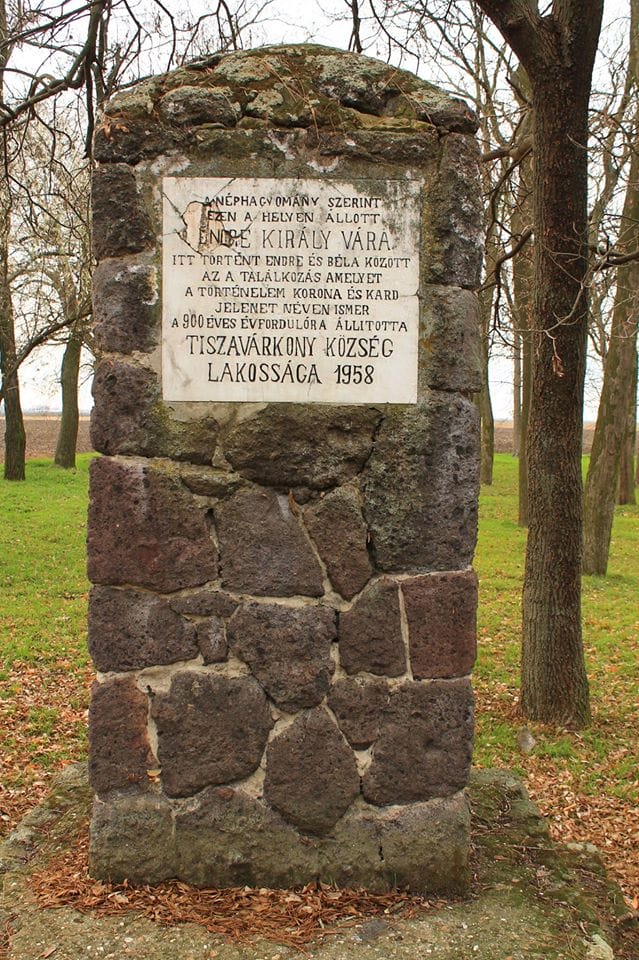 A NÉPHAGYOMÁNY SZERINT
EZEN A HELYEN ÁLLOTT
ENDRE KIRÁLY VÁRA.
ITT TÖRTÉNT ENDRE ÉS BÉLA KÖZÖTT
AZ A TALÁLKOZÁS AMELYET
A TÖRTÉNELEM KORONA ÉS KARD
JELENET NÉVEN ISMER
A 900 ÉVES ÉVFORDULÓRA ÁLLITOTTA
TISZAVÁRKONY KÖZSÉG
LAKOSSÁGA 1958